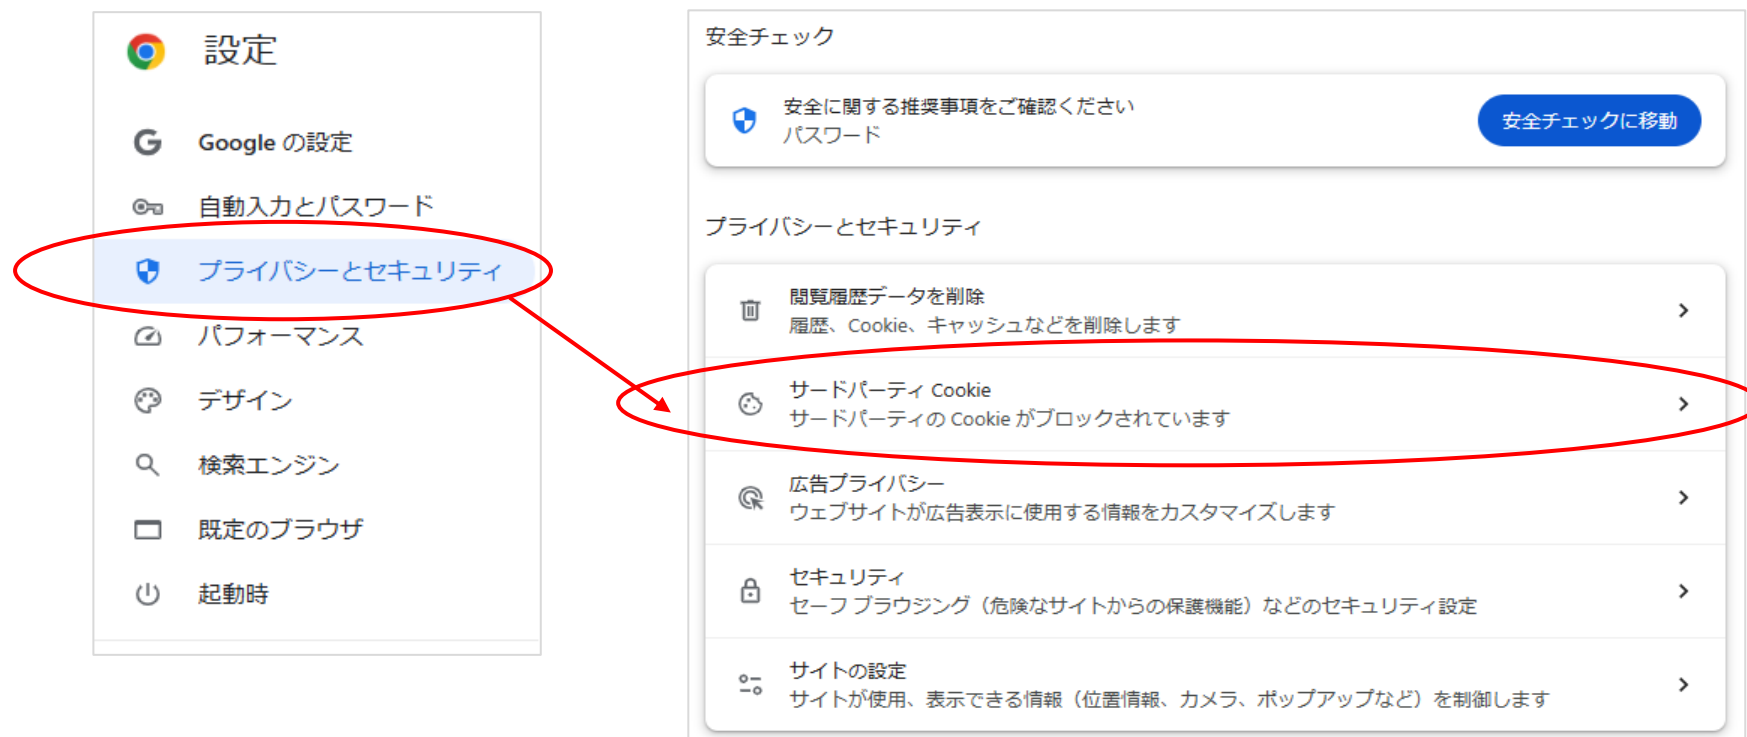 設定
Google の設定
自動入力とパスワード
プライバシーとセキュリティ
パフォーマンス
デザイン
検索エンジン
既定のブラウザ
起動時
安全チェック
安全に関する推奨事項をご確認ください
パスワード
安全チェックに移動
プライバシーとセキュリティ
閲覧履歴データを削除
履歴、Cookie、キャッシュなどを削除します
サードパーティ Cookie
サードパーティの Cookie がブロックされています
広告プライバシー
ウェブサイトが広告表示に使用する情報をカスタマイズします
セキュリティ
セーフ ブラウジング（危険なサイトからの保護機能）などのセキュリティ設定
サイトの設定
サイトが使用、表示できる情報（位置情報、カメラ、ポップアップなど）を制御します